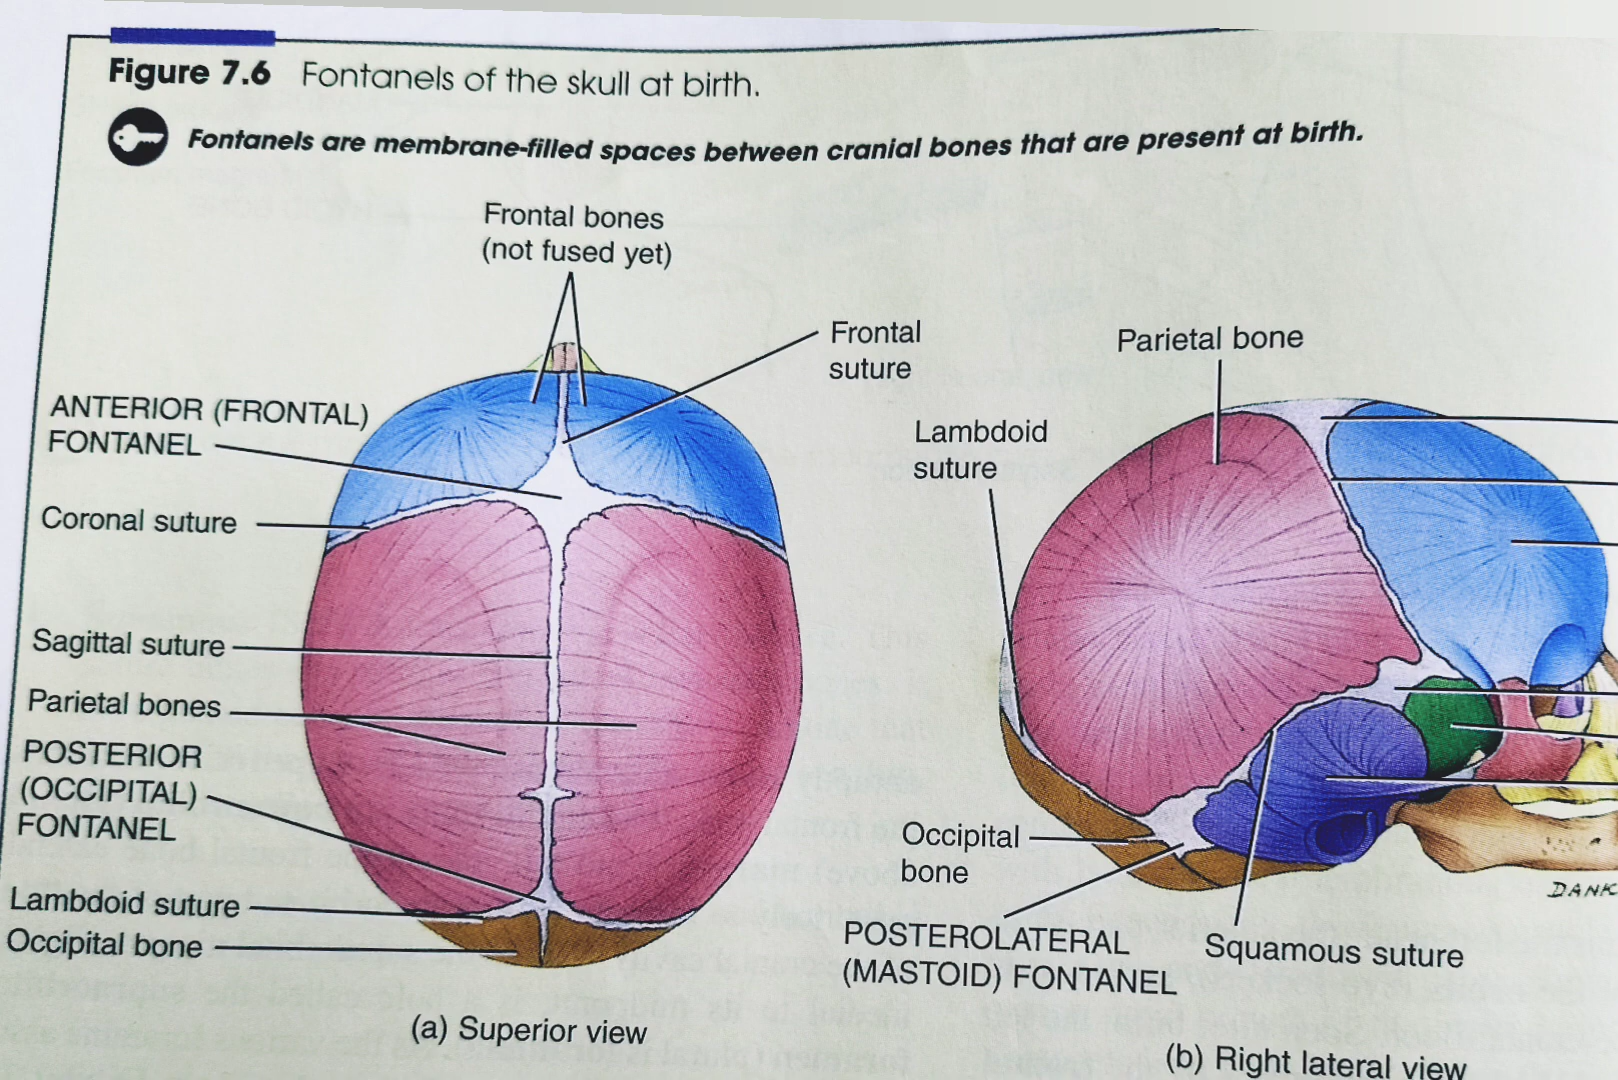 Figure 7.6 Fontanels of the skull at birth.
Fontanels are membrane-filled spaces between cranial bones that are present at birth.
Frontal bones
(not fused yet)
Frontal
suture
ANTERIOR (FRONTAL)
FONTANEL
Coronal suture
Sagittal suture
Parietal bones
POSTERIOR
(OCCIPITAL)
FONTANEL
Lambdoid suture
Occipital bone
(a) Superior view
Parietal bone
Lambdoid
suture
Occipital
bone
POSTEROLATERAL
(MASTOID) FONTANEL
Squamous suture
DANK
(b) Right lateral view